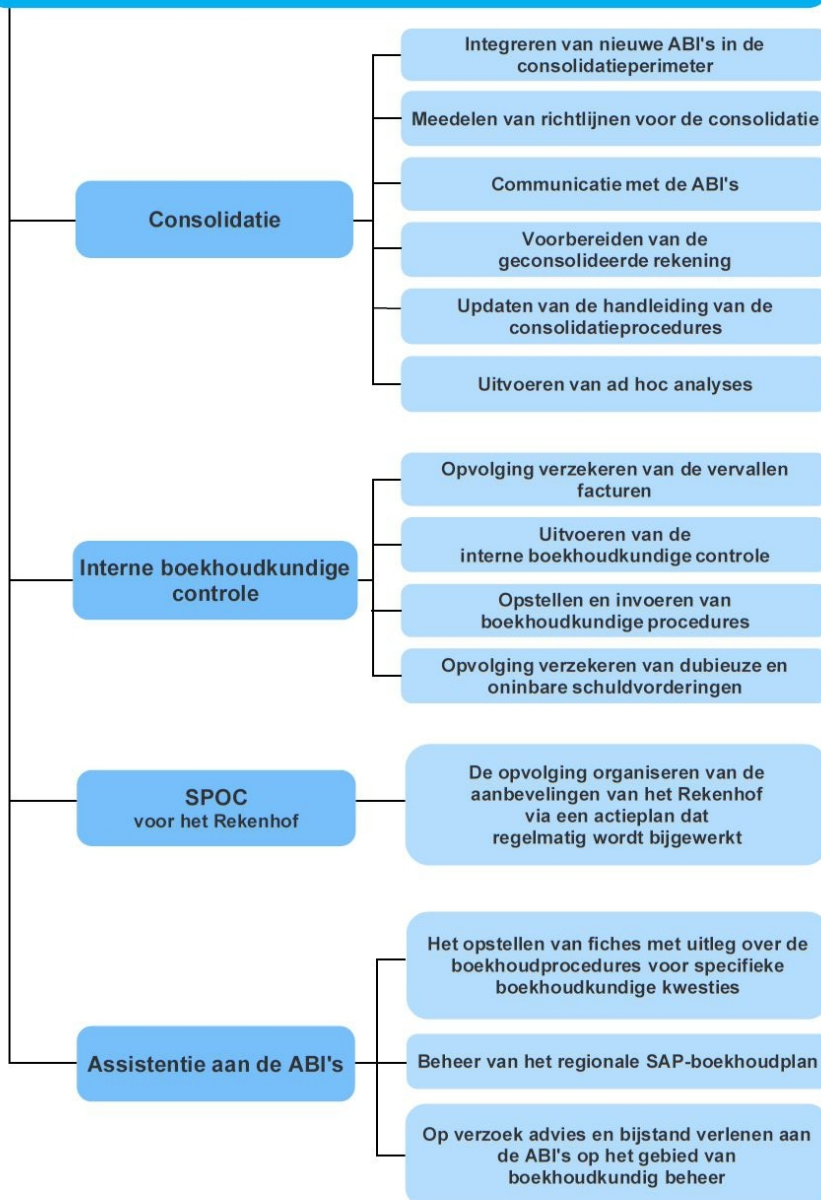 Consolidatie
Integreren van nieuwe ABI's in de
consolidatieperimeter
Meedelen van richtlijnen voor de consolidatie
Communicatie met de ABI's
Voorbereiden van de
geconsolideerde rekening
Updaten van de handleiding van de
consolidatieprocedures
Uitvoeren van ad hoc analyses
Interne boekhoudkundige
controle
Opvolging verzekeren van de vervallen
facturen
Uitvoeren van de
interne boekhoudkundige controle
Opstellen en invoeren van
boekhoudkundige procedures
Opvolging verzekeren van dubieuze en
oninbare schuldvorderingen
SPOC
voor het Rekenhof
De opvolging organiseren van de
aanbevelingen van het Rekenhof
via een actieplan dat
regelmatig wordt bijgewerkt
Assistentie aan de ABI's
Het opstellen van fiches met uitleg over de
boekhoudprocedures voor specifieke
boekhoudkundige kwesties
Beheer van het regionale SAP-boekhoudplan
Op verzoek advies en bijstand verlenen aan
de ABI's op het gebied van
boekhoudkundig beheer